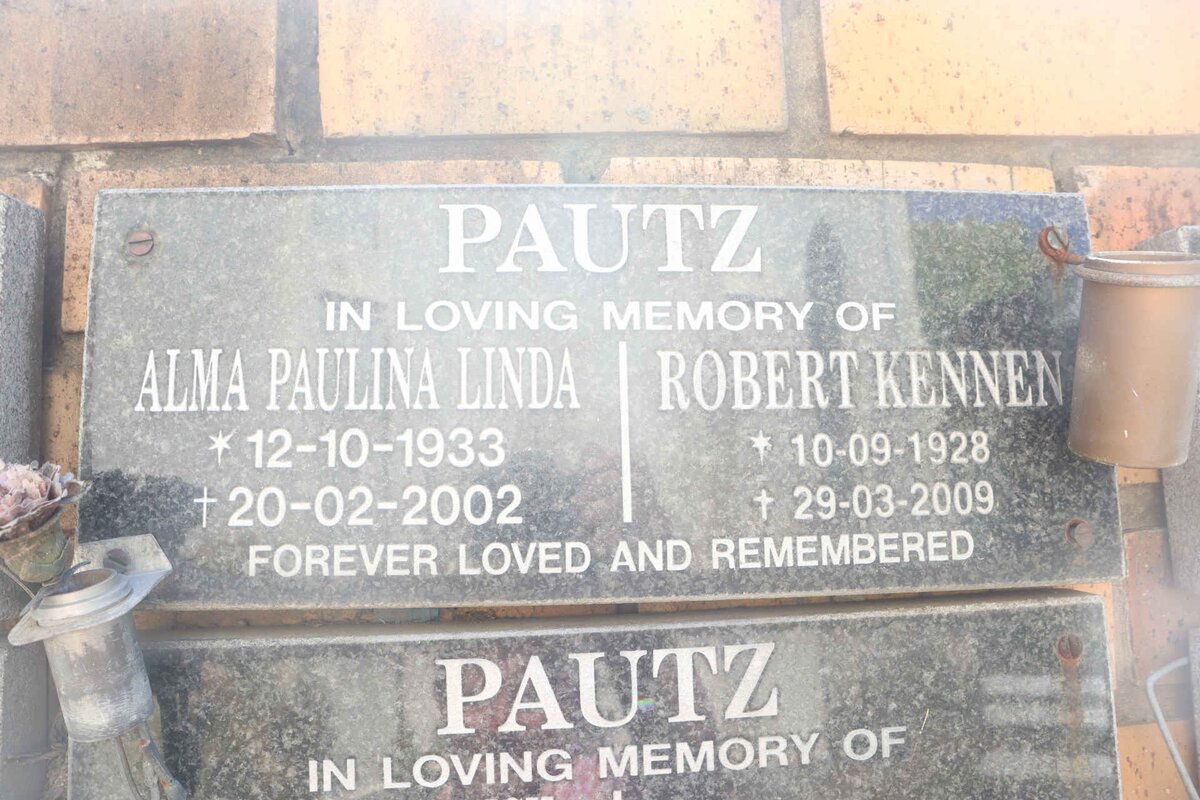 PAUTZ
IN LOVING MEMORY OF
ALMA PAULINA LINDA
* 12-10-1933
† 20-02-2002
ROBERT KENNEN
* 10-09-1928
† 29-03-2009
FOREVER LOVED AND REMEMBERED
PAUTZ
IN LOVING MEMORY OF